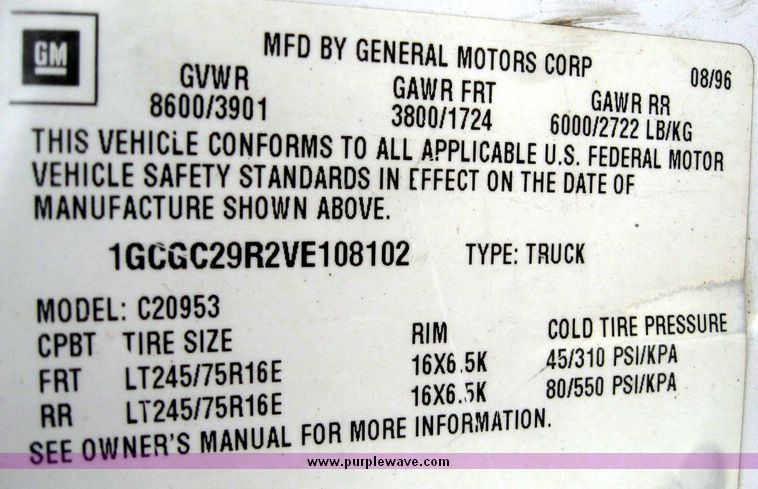 GM
MFD BY GENERAL MOTORS CORP 08/96
GVWR GAWR FRT GAWR RR
8600/3901 3800/1724 6000/2722 LB/KG
THIS VEHICLE CONFORMS TO ALL APPLICABLE U.S. FEDERAL MOTOR
VEHICLE SAFETY STANDARDS IN EFFECT ON THE DATE OF
MANUFACTURE SHOWN ABOVE.
1GCGC29R2VE108102 TYPE: TRUCK
MODEL: C20953
CPBT TIRE SIZE RIM COLD TIRE PRESSURE
FRT LT245/75R16E 16X6.5K 45/310 PSI/KPA
RR LT245/75R16E 16X6.5K 80/550 PSI/KPA
SEE OWNER'S MANUAL FOR MORE INFORMATION.
www.purplewave.com